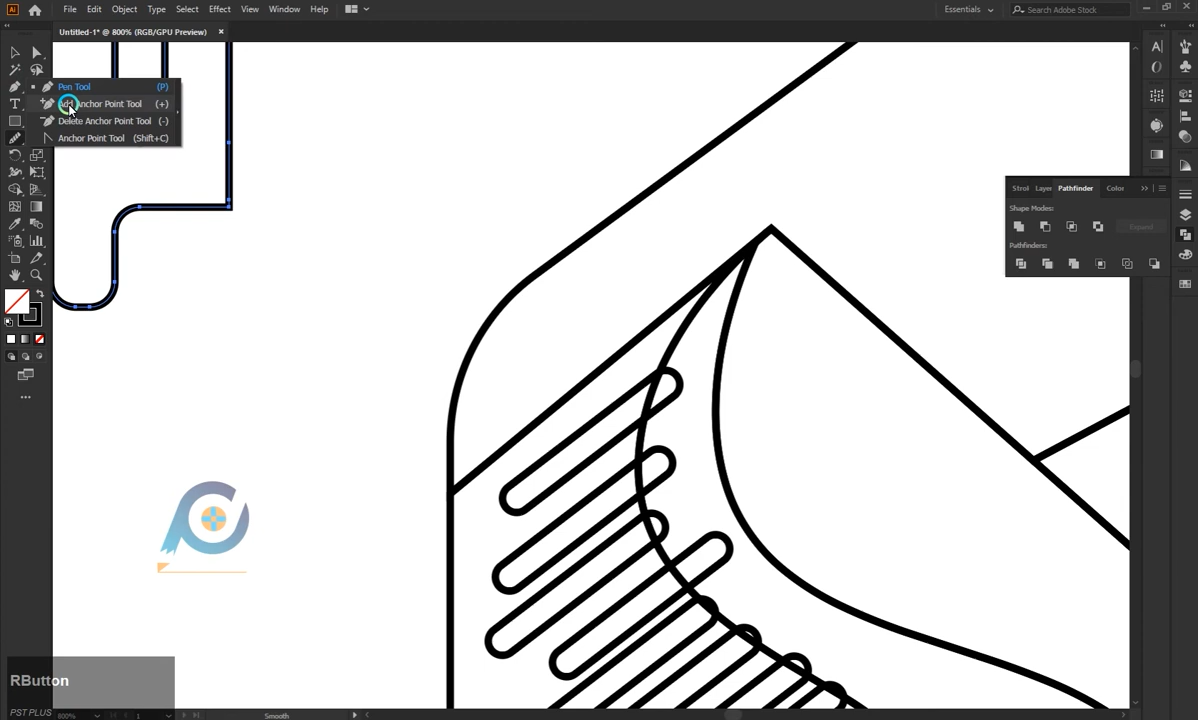 Ai File Edit Object Type Select Effect View Window Help Essentials Search Adobe Stock
Untitled-1* @ 800% (RGB/GPU Preview) ×
Pen Tool (P)
Add Anchor Point Tool (+)
Delete Anchor Point Tool (-)
Anchor Point Tool (Shift+C)
Strol Layer Pathfinder Color
Shape Modes:
Expand
Pathfinders:
RButton
PST PLUS
800% 1 Smooth